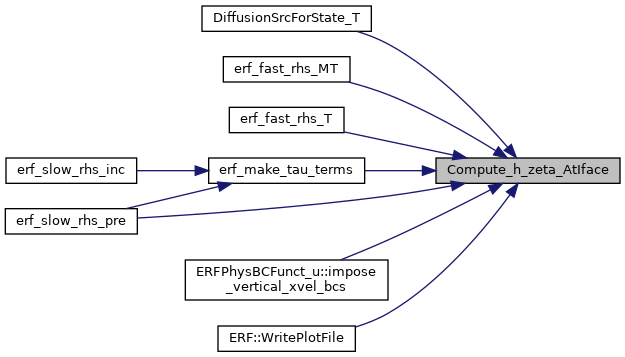 DiffusionSrcForState_T
erf_fast_rhs_MT
erf_fast_rhs_T
erf_slow_rhs_inc
erf_make_tau_terms
Compute_h_zeta_AtIface
erf_slow_rhs_pre
ERFPhysBCFunct_u::impose
_vertical_xvel_bcs
ERF::WritePlotFile